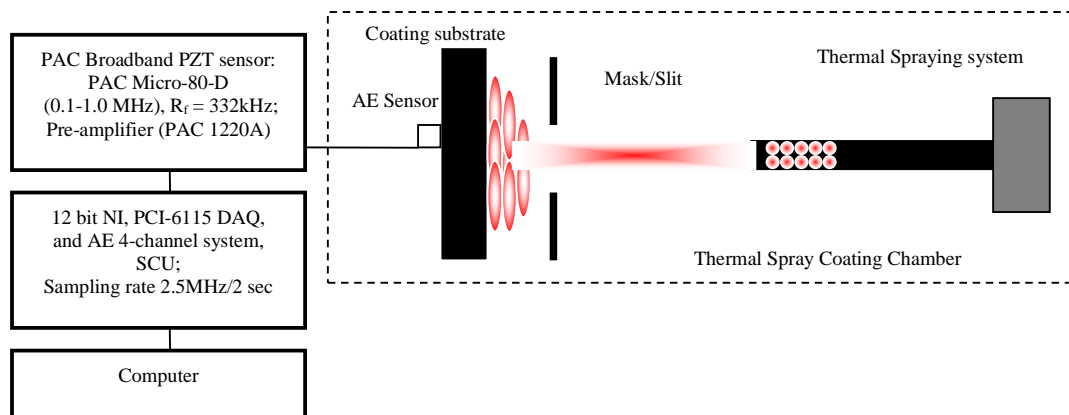 PAC Broadband PZT sensor:
PAC Micro-80-D
(0.1-1.0 MHz), Rf = 332kHz;
Pre-amplifier (PAC 1220A)
12 bit NI, PCI-6115 DAQ,
and AE 4-channel system,
SCU;
Sampling rate 2.5MHz/2 sec
Computer
Coating substrate
AE Sensor
Mask/Slit
Thermal Spraying system
Thermal Spray Coating Chamber